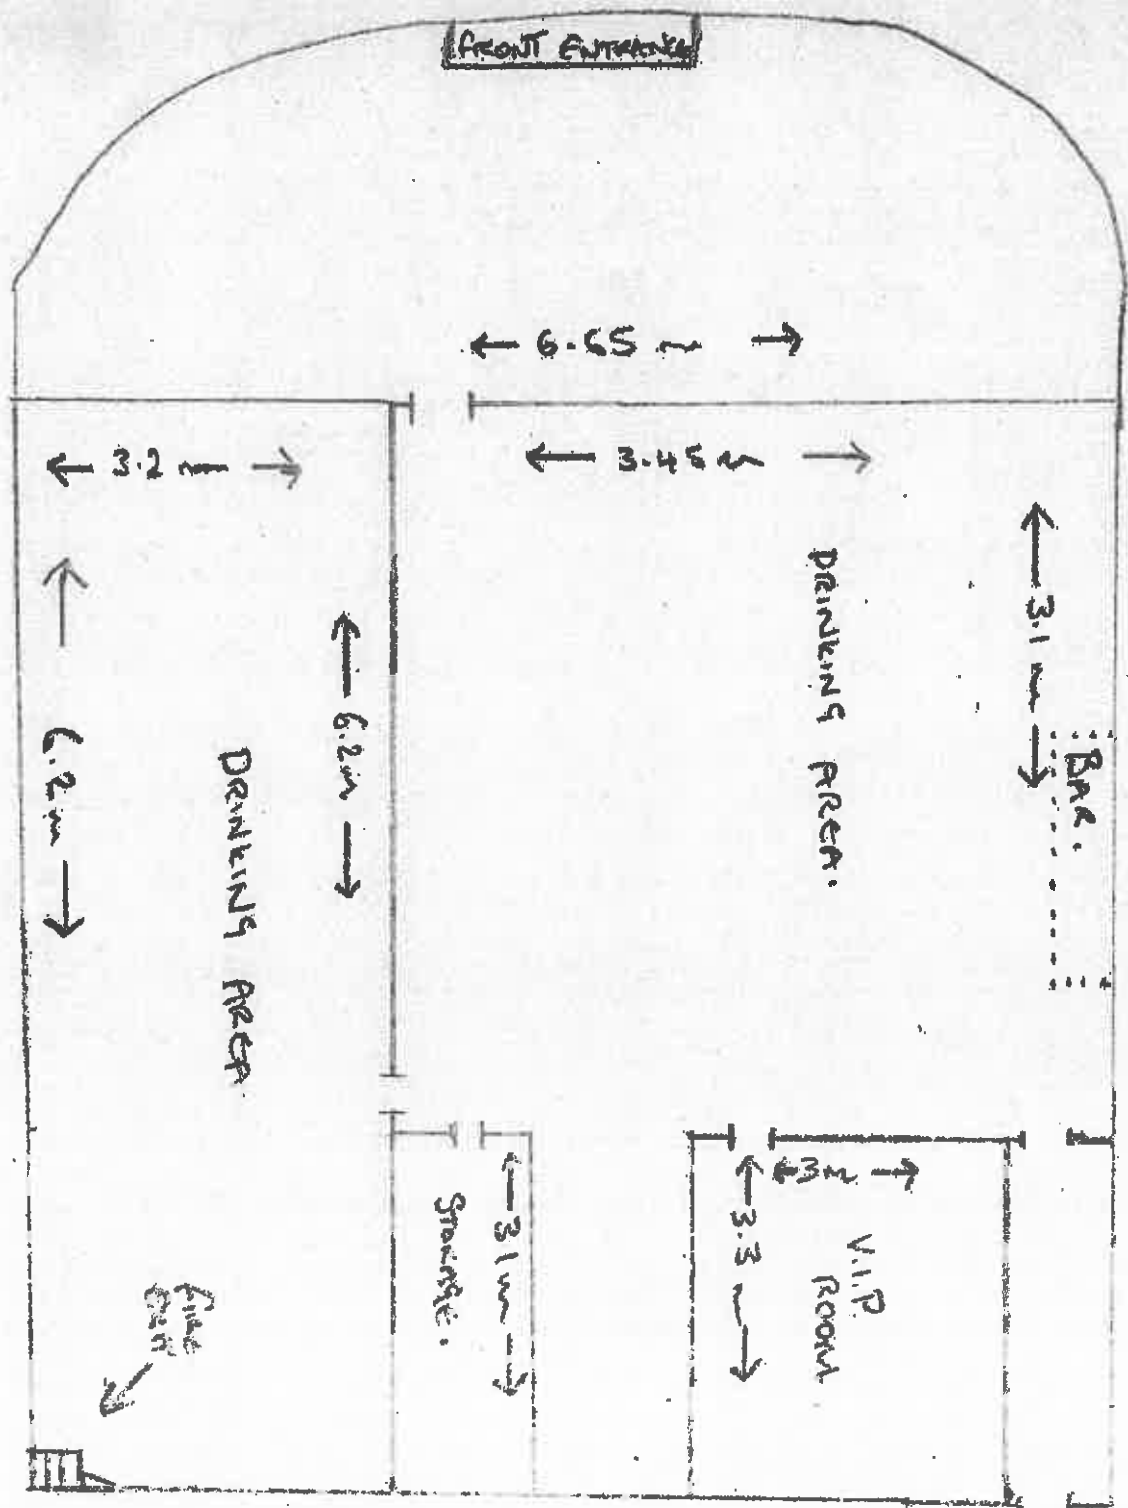 FRONT ENTRANCE
6.65 m
3.2 m
3.45 m
3.1 m
6.2 m
6.2 m
DRINKING AREA.
BAR.
DRINKING AREA
3 m
3.3 m
V.I.P.
ROOM
3.1 m
STORAGE.
FIRE
EXIT